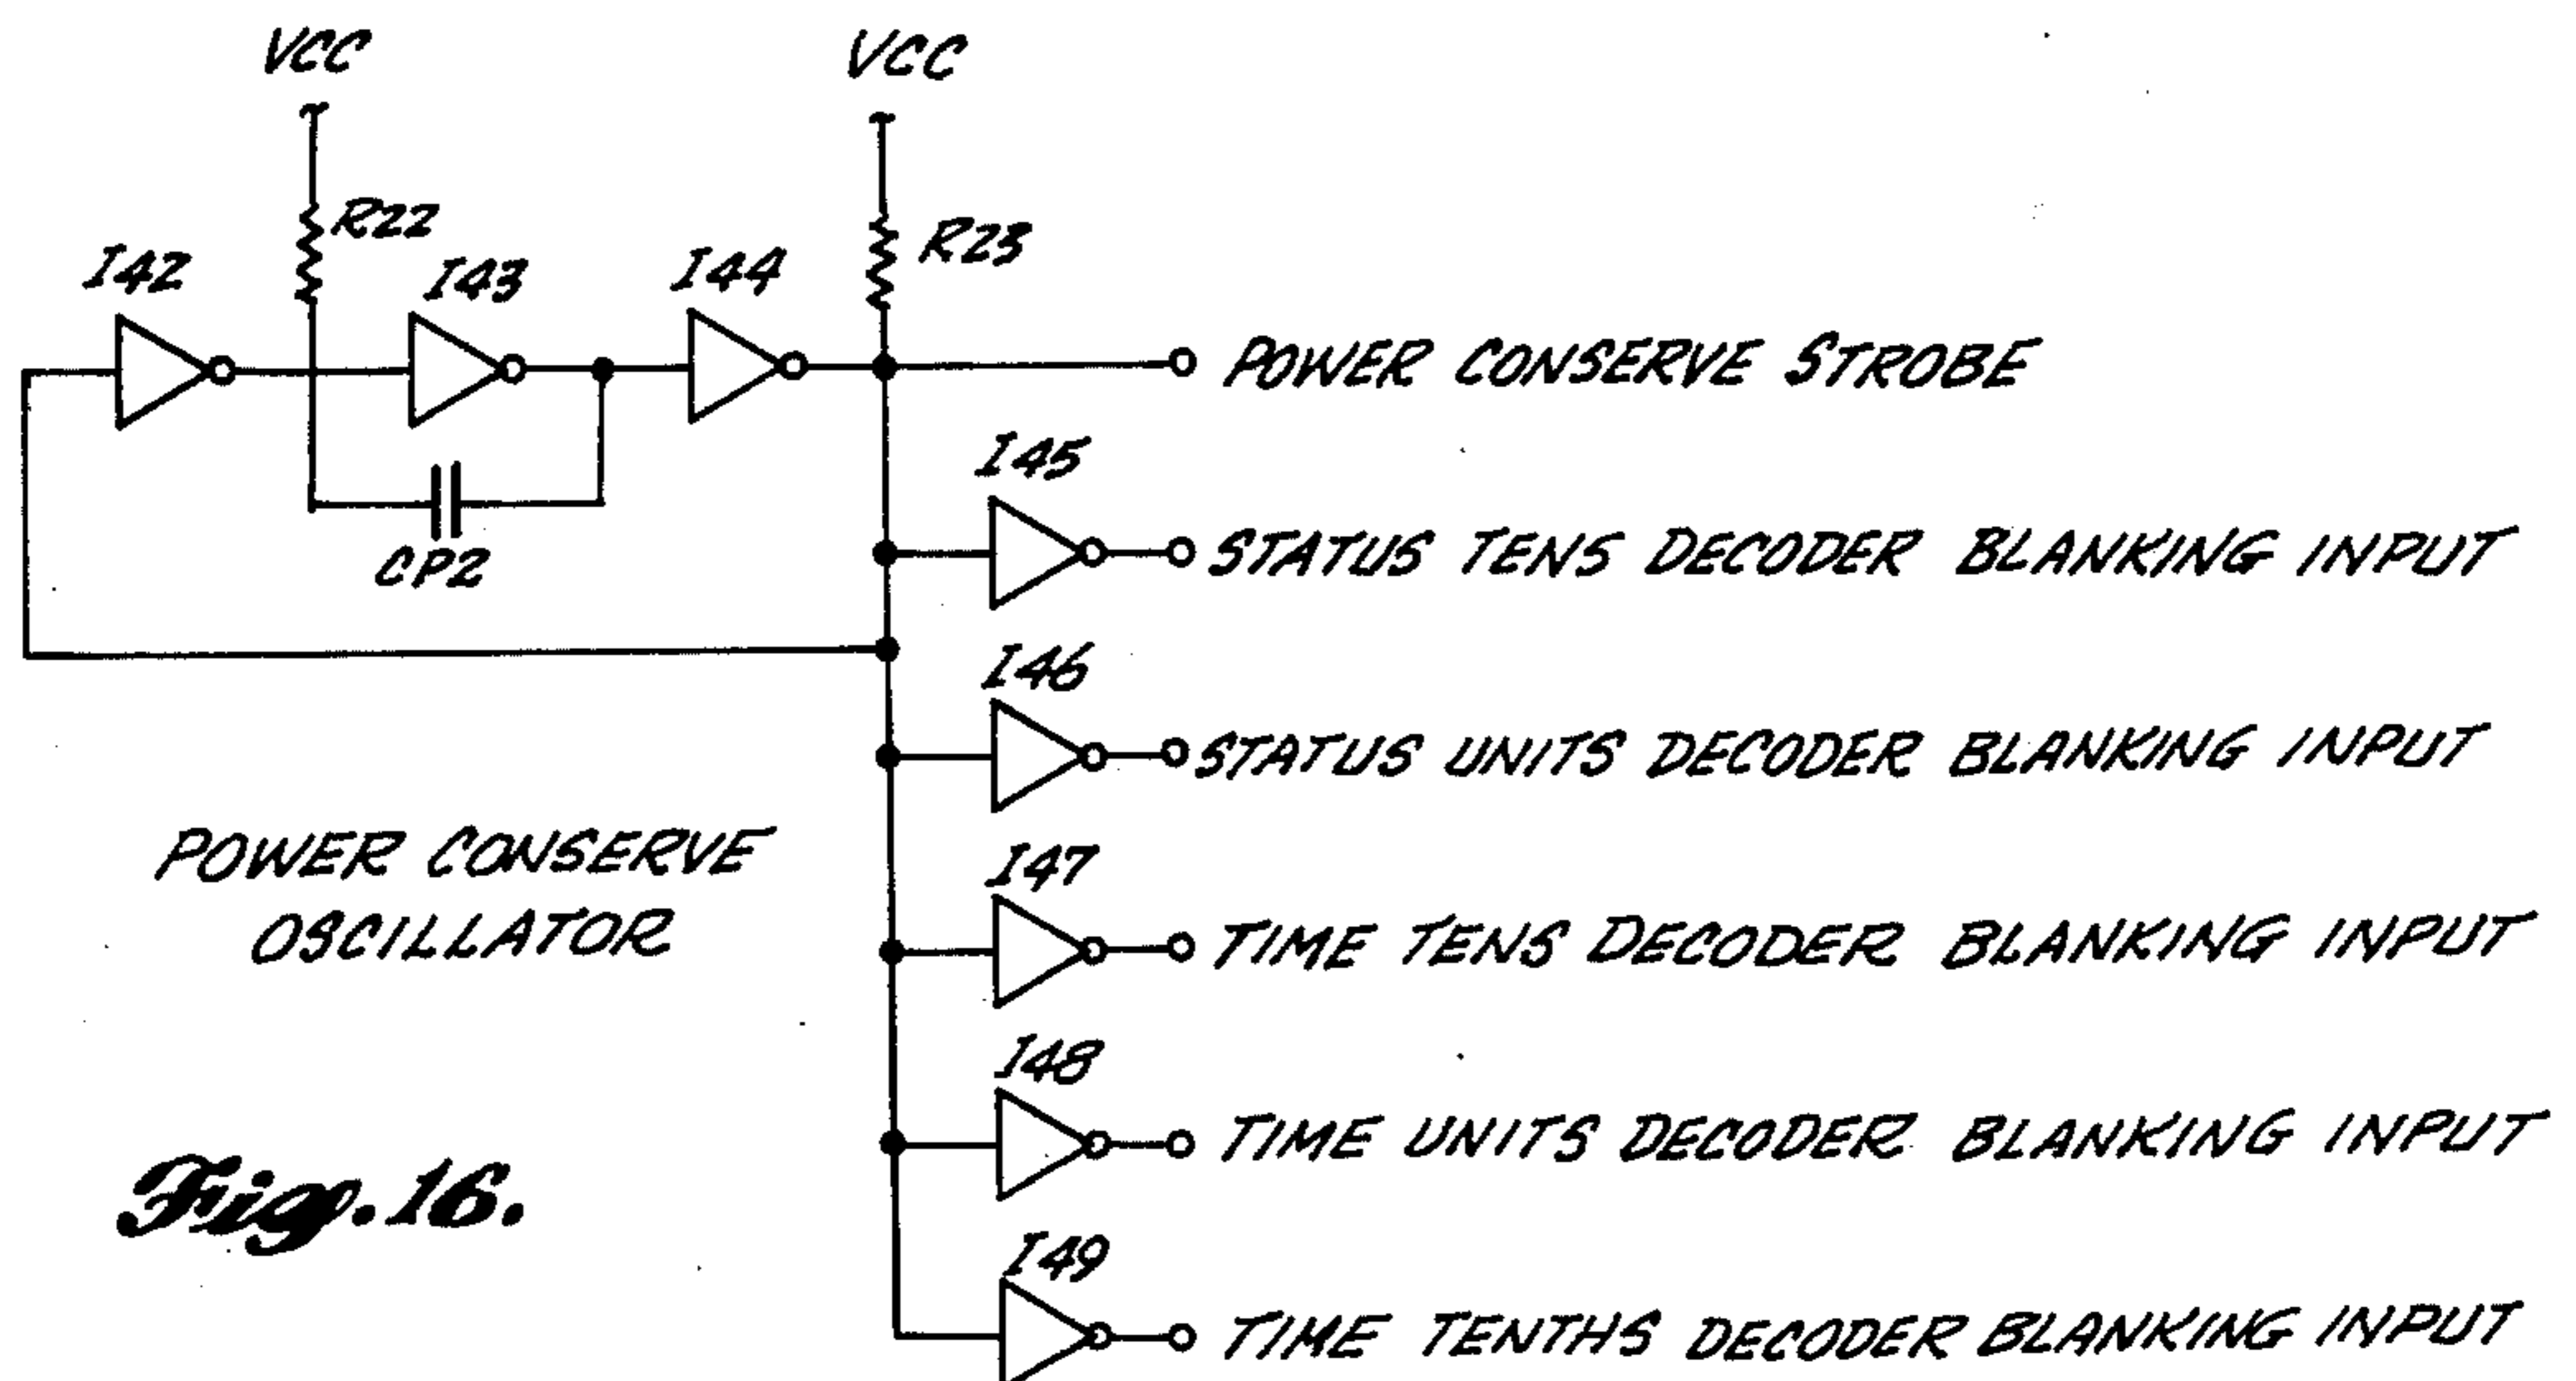 VCC
VCC
R22
R23
I42
I43
I44
POWER CONSERVE STROBE
I45
STATUS TENS DECODER BLANKING INPUT
CP2
I46
STATUS UNITS DECODER BLANKING INPUT
POWER CONSERVE
OSCILLATOR
I47
TIME TENS DECODER BLANKING INPUT
I48
TIME UNITS DECODER BLANKING INPUT
Fig. 16.
I49
TIME TENTHS DECODER BLANKING INPUT